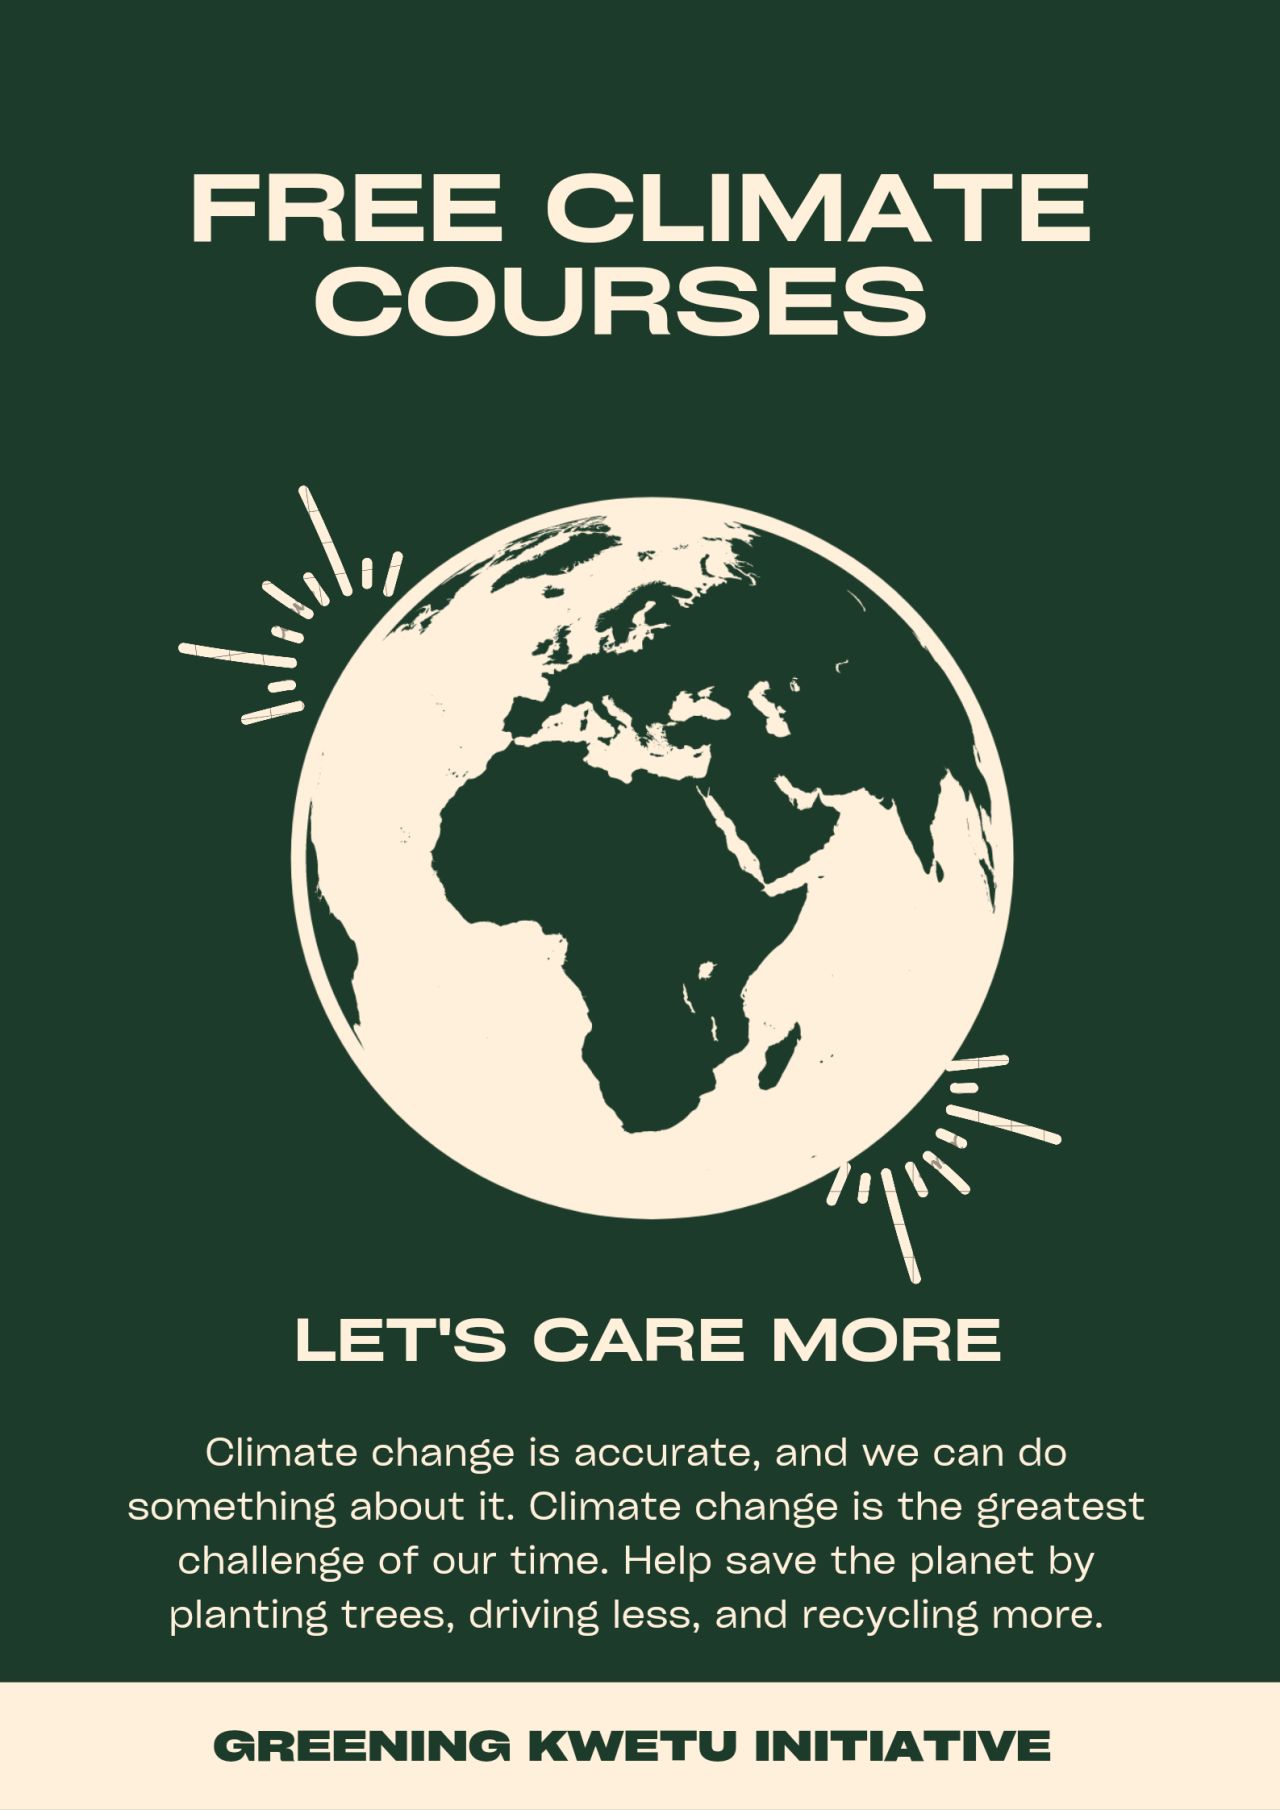 FREE CLIMATE
COURSES
LET'S CARE MORE
Climate change is accurate, and we can do
something about it. Climate change is the greatest
challenge of our time. Help save the planet by
planting trees, driving less, and recycling more.
GREENING KWETU INITIATIVE